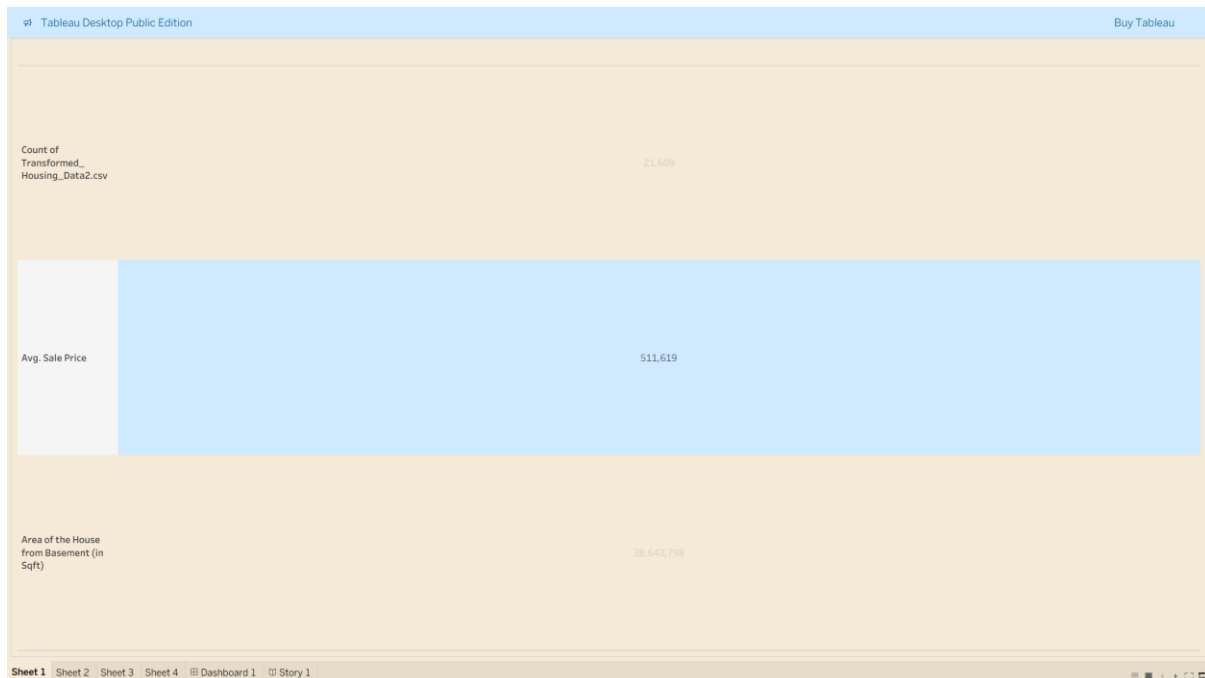 Tableau Desktop Public Edition
Buy Tableau
Count of
Transformed_
Housing_Data2.csv
21,609
Avg. Sale Price
511,619
Area of the House
from Basement (in
Sqft)
38,643,798
Sheet 1 Sheet 2 Sheet 3 Sheet 4 Dashboard 1 Story 1